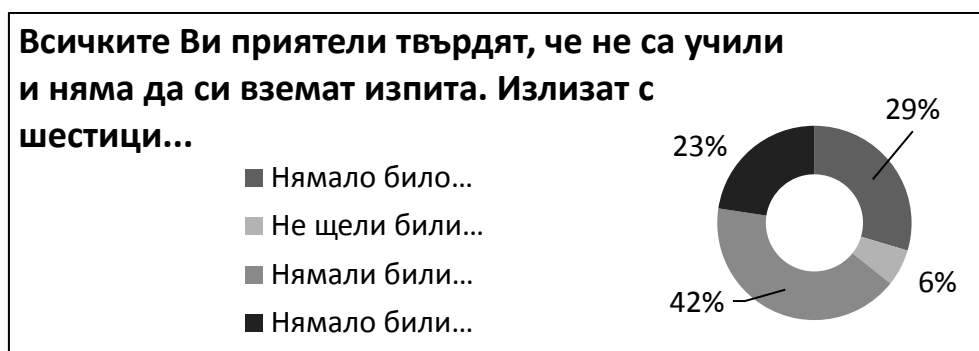 Всичките Ви приятели твърдят, че не са учили
и няма да си вземат изпита. Излизат с
шестици...
29%
23%
Нямало било...
Не щели били...
Нямали били...
Нямало били...
6%
42%